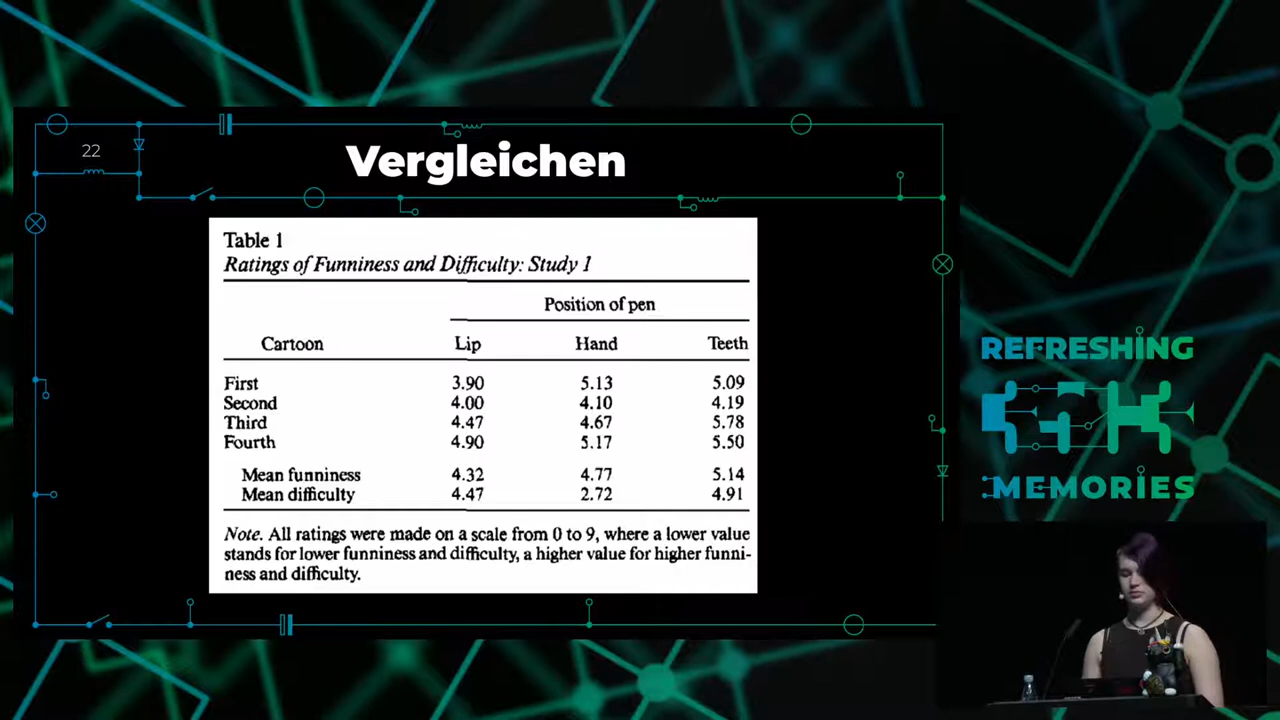 22
Vergleichen
Table 1
Ratings of Funniness and Difficulty: Study 1
Position of pen
Cartoon Lip Hand Teeth
First 3.90 5.13 5.09
Second 4.00 4.10 4.19
Third 4.47 4.67 5.78
Fourth 4.90 5.17 5.50
Mean funniness 4.32 4.77 5.14
Mean difficulty 4.47 2.72 4.91
Note. All ratings were made on a scale from 0 to 9, where a lower value
stands for lower funniness and difficulty, a higher value for higher funni-
ness and difficulty.
REFRESHING
MEMORIES